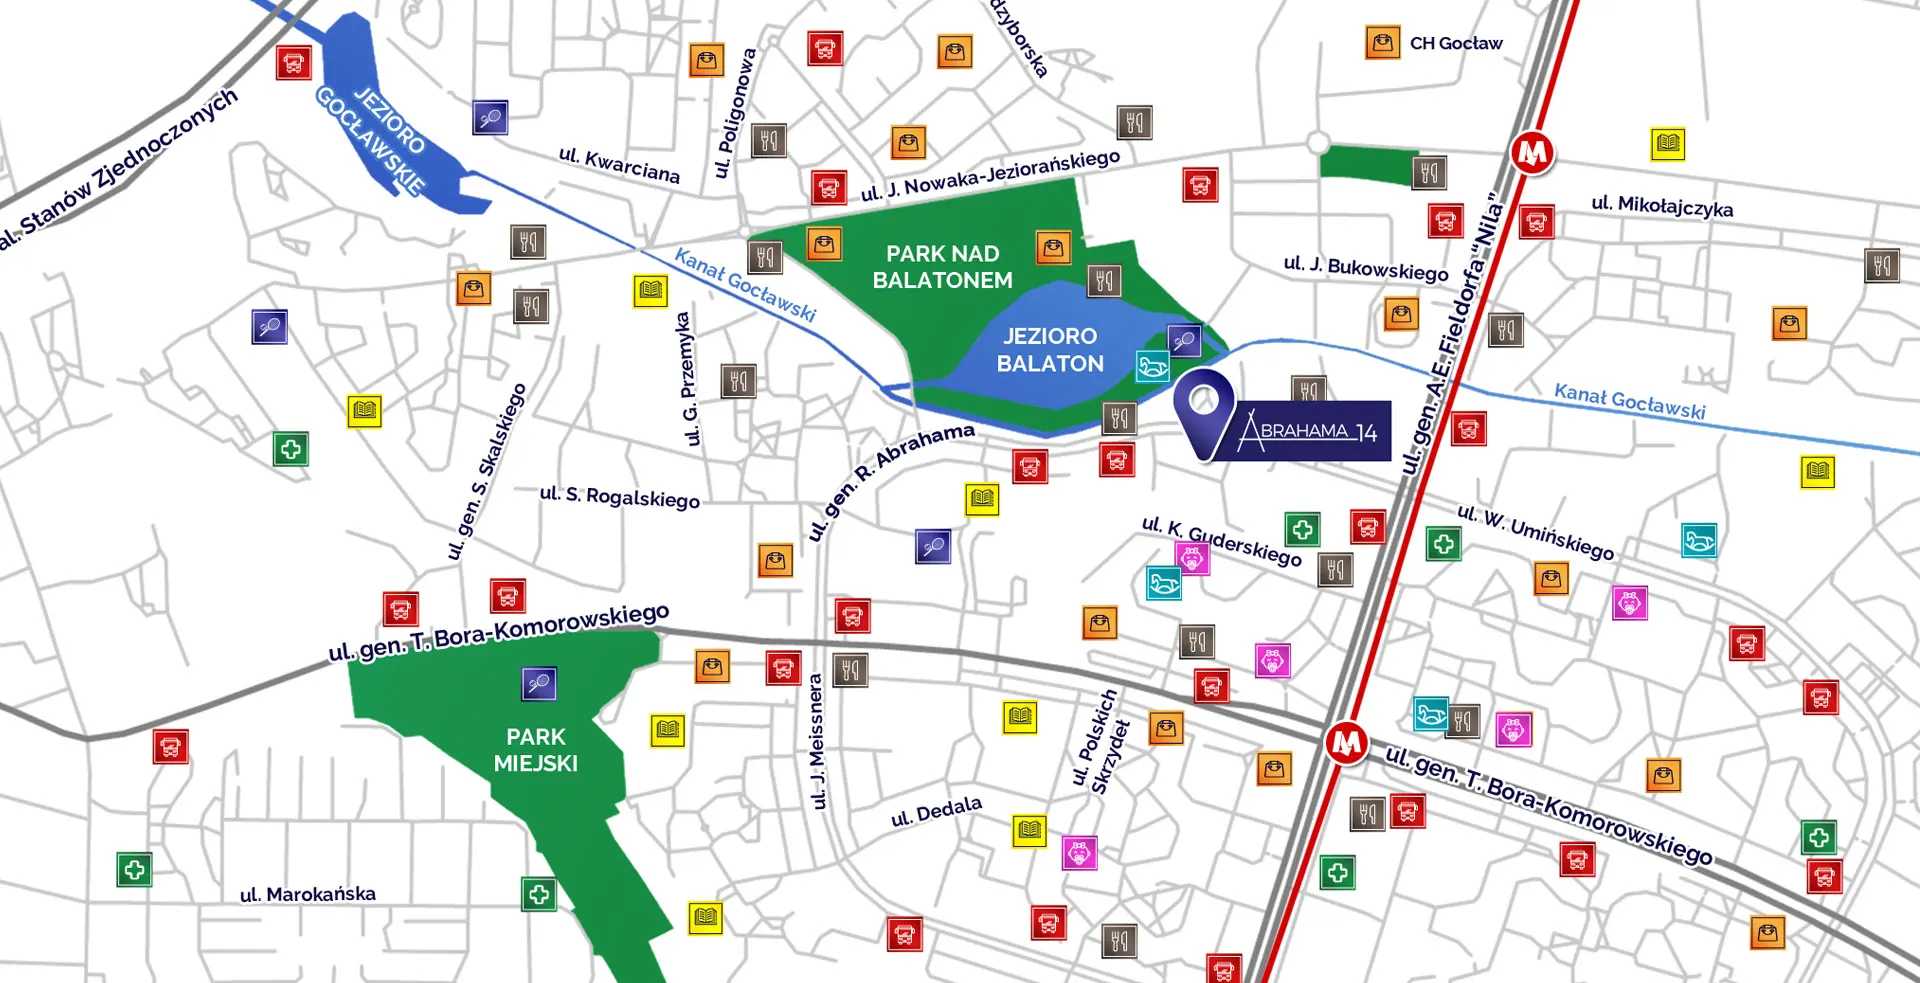 CH Gocław
dzyborska
ul. Poligonowa
al. Stanów Zjednoczonych
JEZIORO
GOCŁAWSKIE
ul. Kwarciana
ul. J. Nowaka-Jeziorańskiego
ul. Mikołajczyka
PARK NAD
BALATONEM
Kanał Gocławski
ul. J. Bukowskiego
ul. gen. A.E. Fieldorfa "Nila"
JEZIORO
BALATON
ul. G. Przemyka
Kanał Gocławski
ABRAHAMA 14
ul. gen. S. Skalskiego
ul. gen. R. Abrahama
ul. S. Rogalskiego
ul. K. Guderskiego
ul. W. Umińskiego
ul. gen. T. Bora-Komorowskiego
PARK
MIEJSKI
ul. J. Meissnera
ul. Polskich
Skrzydeł
ul. gen. T. Bora-Komorowskiego
ul. Dedala
ul. Marokańska
M
M